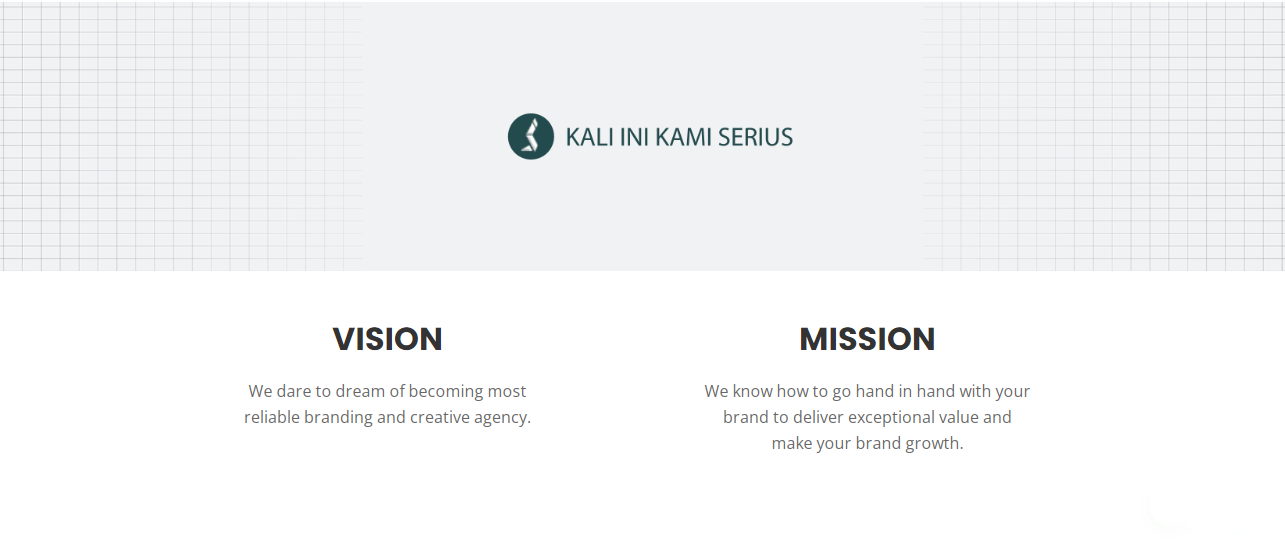 KALI INI KAMI SERIUS
VISION
We dare to dream of becoming most
reliable branding and creative agency.
MISSION
We know how to go hand in hand with your
brand to deliver exceptional value and
make your brand growth.